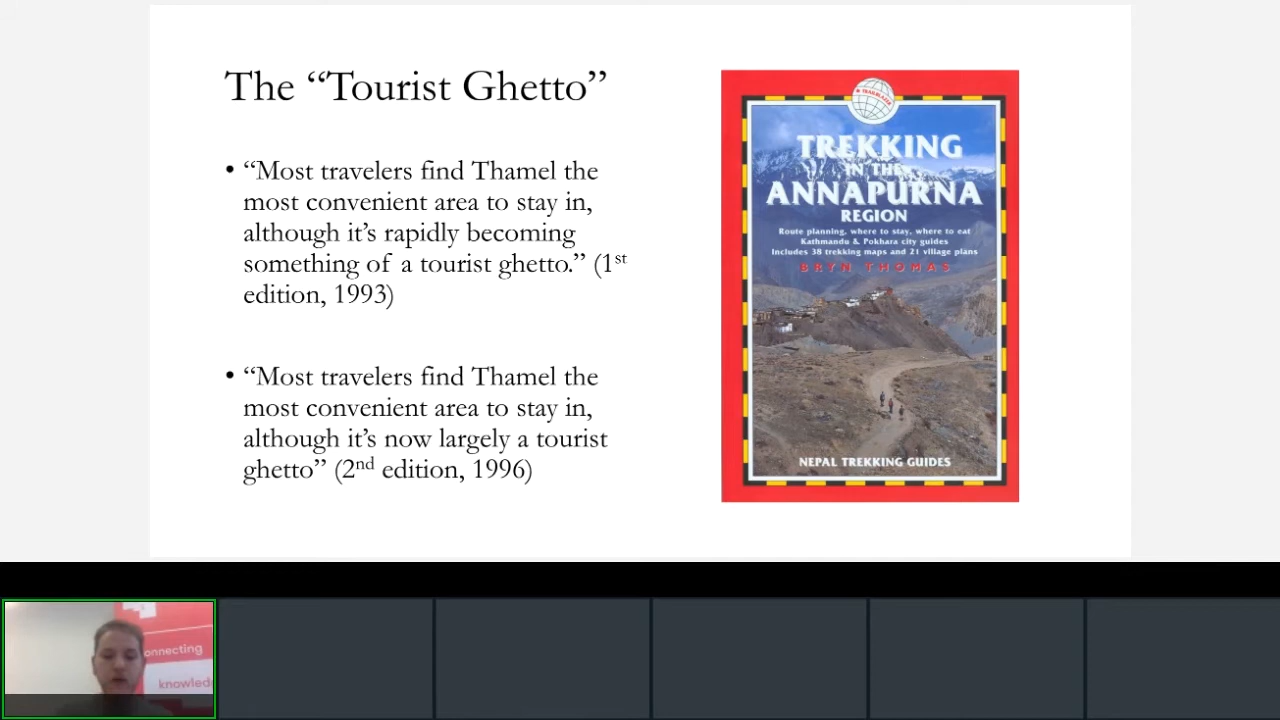 The “Tourist Ghetto”
• “Most travelers find Thamel the
most convenient area to stay in,
although it’s rapidly becoming
something of a tourist ghetto.” (1st
edition, 1993)
• “Most travelers find Thamel the
most convenient area to stay in,
although it’s now largely a tourist
ghetto” (2nd edition, 1996)
TRAILBLAZER
TREKKING
IN THE
ANNAPURNA
REGION
Route planning, where to stay, where to eat
Kathmandu & Pokhara city guides
Includes 38 trekking maps and 21 village plans
BRYN THOMAS
NEPAL TREKKING GUIDES
onnecting
knowled